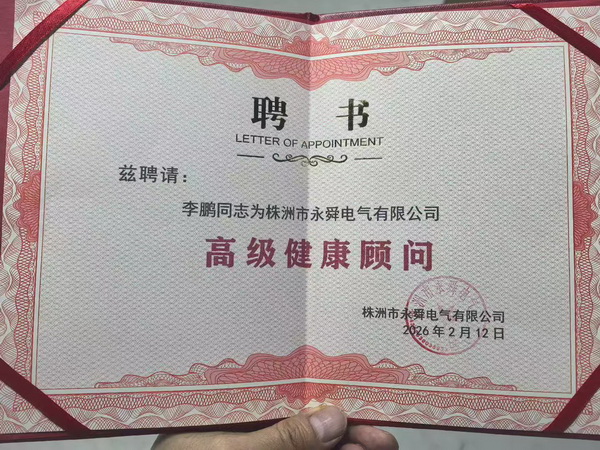 聘 书
LETTER OF APPOINTMENT
兹聘请：
李鹏同志为株洲市永舜电气有限公司
高级健康顾问
株洲市永舜电气有限公司
2026年2月12日